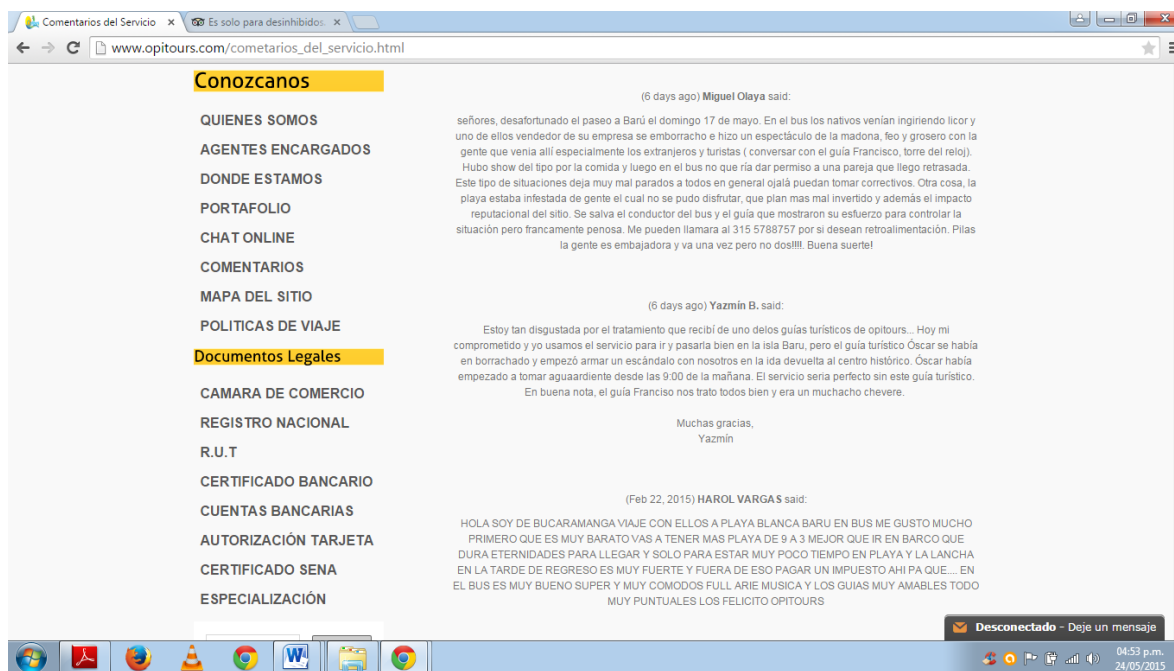 Comentarios del Servicio
Es solo para desinhibidos.
www.opitours.com/cometarios_del_servicio.html
Conozcanos
QUIENES SOMOS
AGENTES ENCARGADOS
DONDE ESTAMOS
PORTAFOLIO
CHAT ONLINE
COMENTARIOS
MAPA DEL SITIO
POLITICAS DE VIAJE
Documentos Legales
CAMARA DE COMERCIO
REGISTRO NACIONAL
R.U.T
CERTIFICADO BANCARIO
CUENTAS BANCARIAS
AUTORIZACIÓN TARJETA
CERTIFICADO SENA
ESPECIALIZACIÓN
(6 days ago) Miguel Olaya said:
señores, desafortunado el paseo a Barú el domingo 17 de mayo. En el bus los nativos venían ingiriendo licor y
uno de ellos vendedor de su empresa se emborracho e hizo un espectáculo de la madona, feo y grosero con la
gente que venia allí especialmente los extranjeros y turistas ( conversar con el guía Francisco, torre del reloj).
Hubo show del tipo por la comida y luego en el bus no que ría dar permiso a una pareja que llego retrasada.
Este tipo de situaciones deja muy mal parados a todos en general ojalá puedan tomar correctivos. Otra cosa, la
playa estaba infestada de gente el cual no se pudo disfrutar, que plan mas mal invertido y además el impacto
reputacional del sitio. Se salva el conductor del bus y el guía que mostraron su esfuerzo para controlar la
situación pero francamente penosa. Me pueden llamara al 315 5788757 por si desean retroalimentación. Pilas
la gente es embajadora y va una vez pero no dos!!!!. Buena suerte!
(6 days ago) Yazmín B. said:
Estoy tan disgustada por el tratamiento que recibí de uno delos guías turísticos de opitours... Hoy mi
comprometido y yo usamos el servicio para ir y pasarla bien en la isla Baru, pero el guía turístico Óscar se había
en borrachado y empezò armar un escándalo con nosotros en la ida devuelta al centro histórico. Óscar había
empezado a tomar aguaardiente desde las 9:00 de la mañana. El servicio seria perfecto sin este guía turístico.
En buena nota, el guía Franciso nos trato todos bien y era un muchacho chevere.
Muchas gracias,
Yazmín
(Feb 22, 2015) HAROL VARGAS said:
HOLA SOY DE BUCARAMANGA VIAJE CON ELLOS A PLAYA BLANCA BARU EN BUS ME GUSTO MUCHO
PRIMERO QUE ES MUY BARATO VAS A TENER MAS PLAYA DE 9 A 3 MEJOR QUE IR EN BARCO QUE
DURA ETERNIDADES PARA LLEGAR Y SOLO PARA ESTAR MUY POCO TIEMPO EN PLAYA Y LA LANCHA
EN LA TARDE DE REGRESO ES MUY FUERTE Y FUERA DE ESO PAGAR UN IMPUESTO AHI PA QUE.... EN
EL BUS ES MUY BUENO SUPER Y MUY COMODOS FULL ARIE MUSICA Y LOS GUIAS MUY AMABLES TODO
MUY PUNTUALES LOS FELICITO OPITOURS
Desconectado - Deje un mensaje
04:53 p.m.
24/05/2015